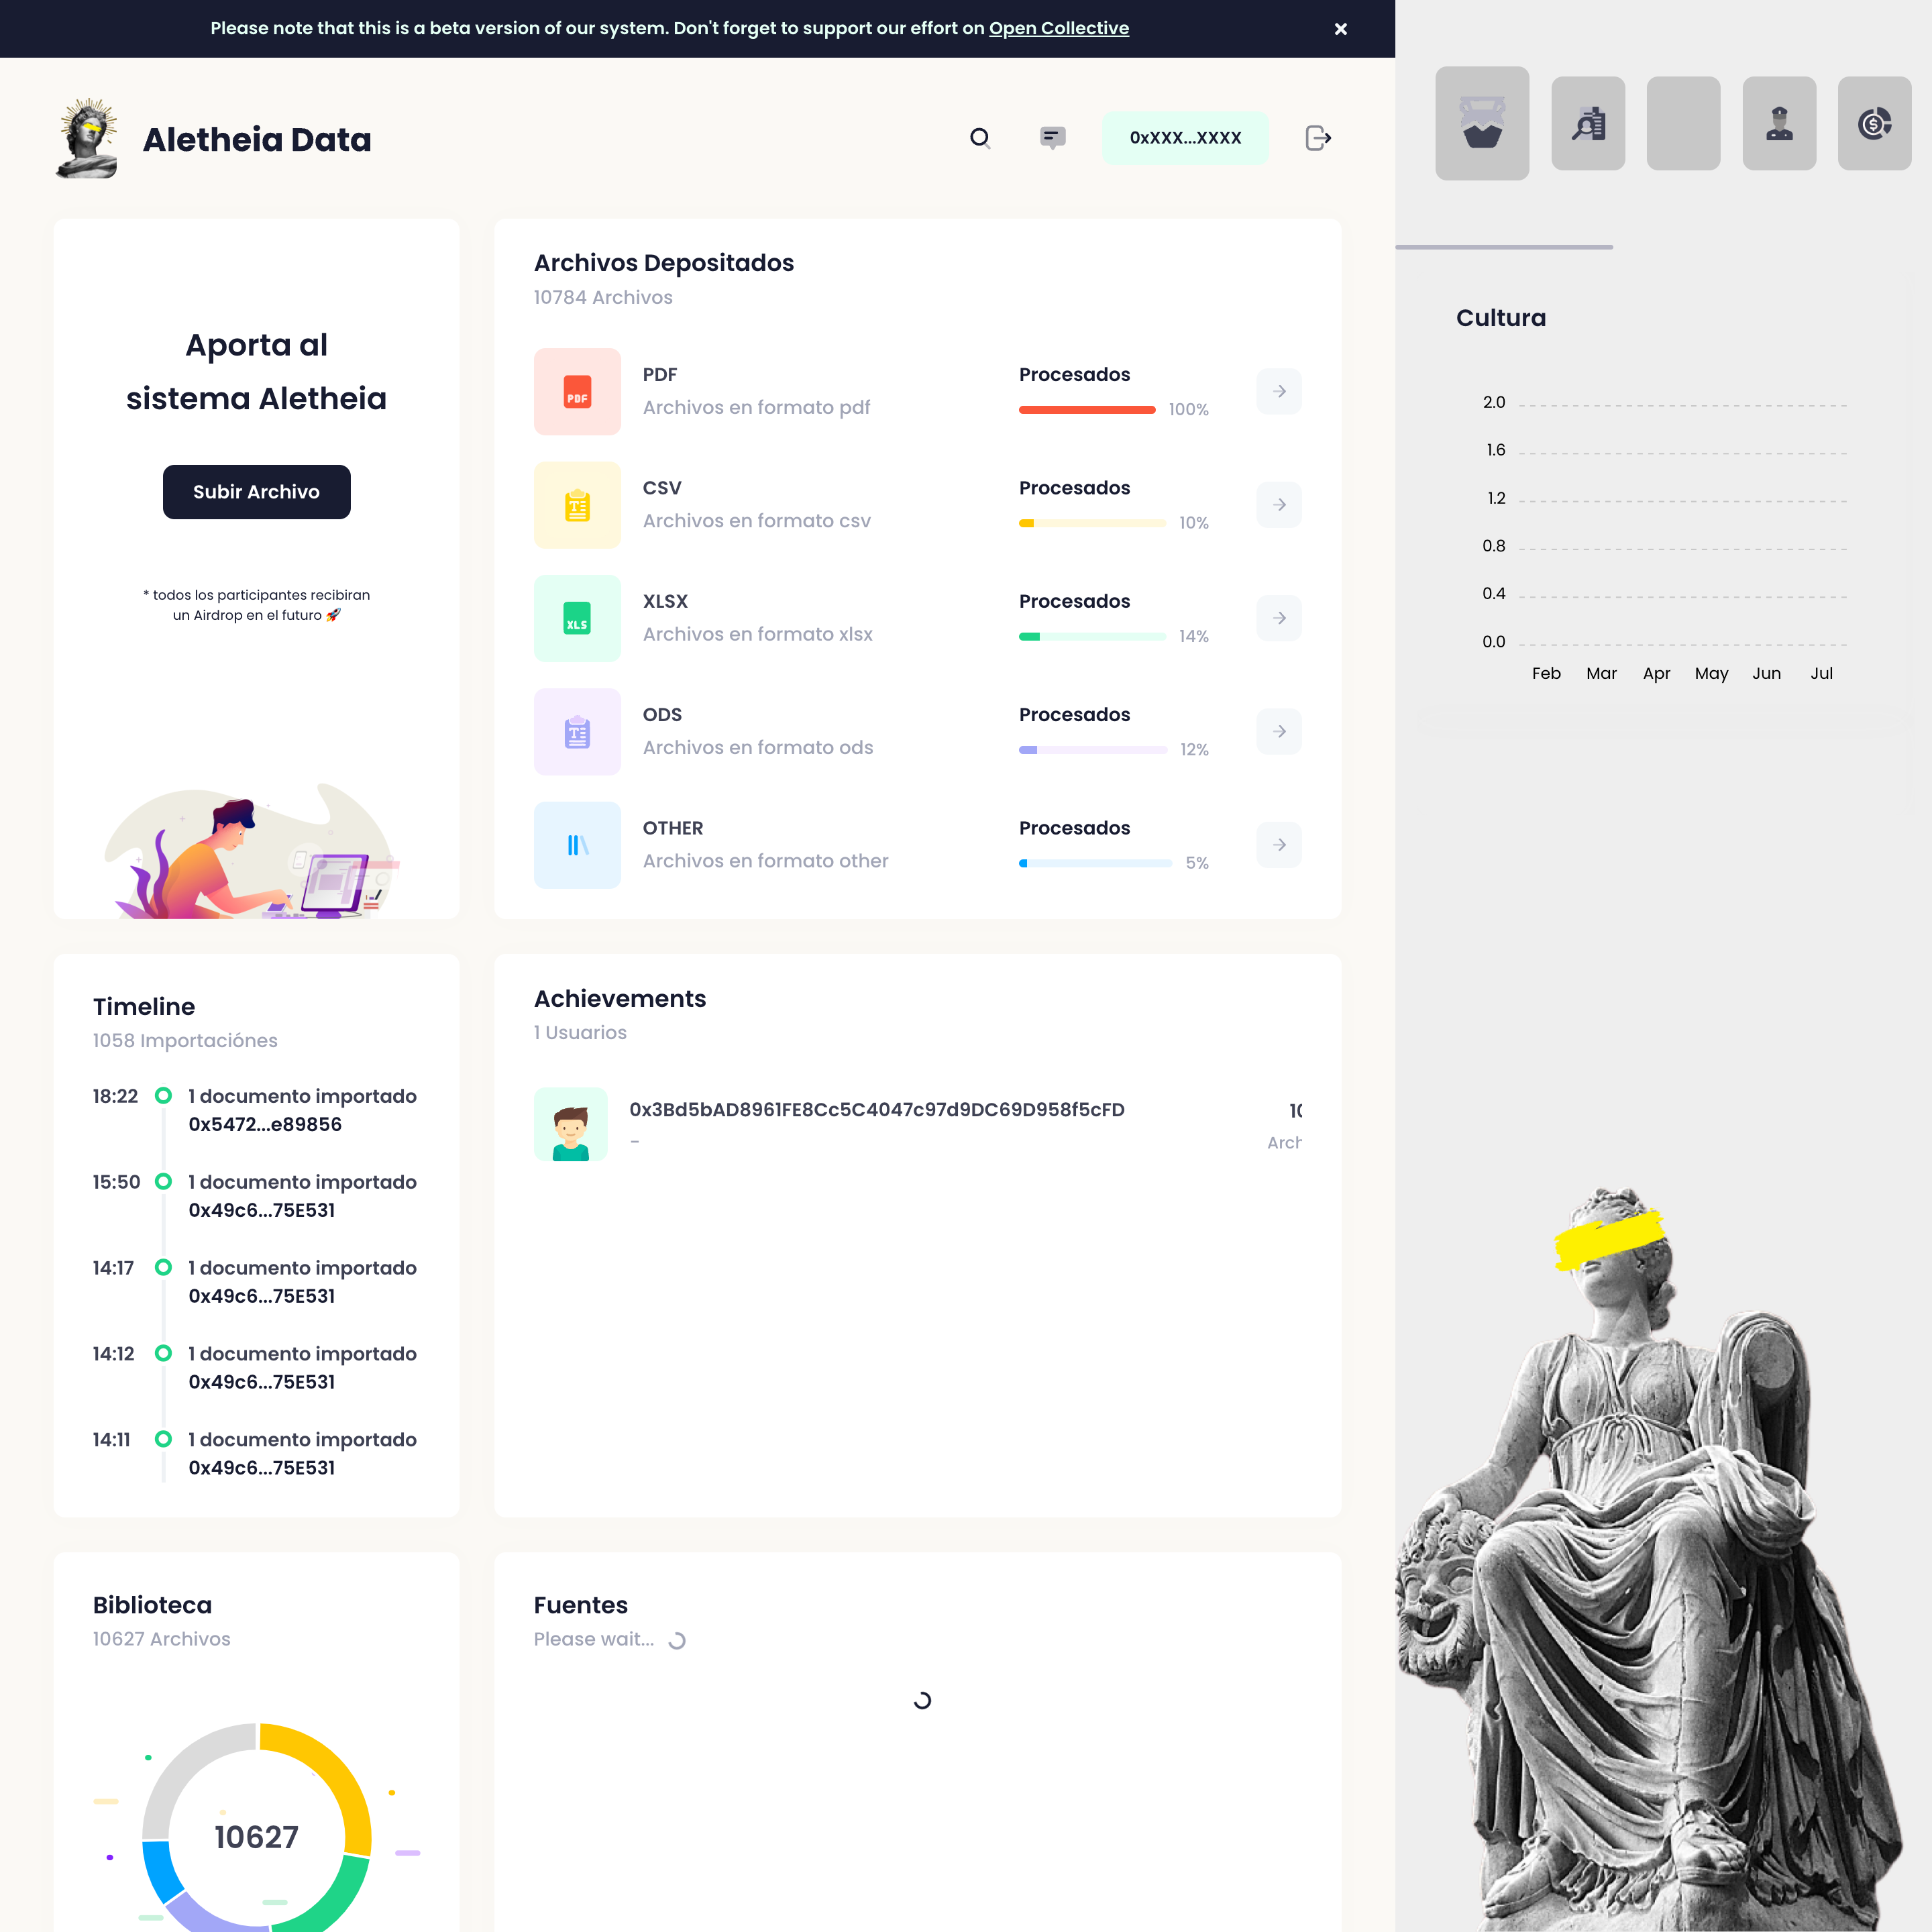 Please note that this is a beta version of our system. Don't forget to support our effort on Open Collective
Aletheia Data
0xXXX...XXXX
Aporta al
sistema Aletheia
Subir Archivo
* todos los participantes recibiran
un Airdrop en el futuro 🚀
Archivos Depositados
10784 Archivos
PDF
PDF
Archivos en formato pdf
Procesados
100%
CSV
Archivos en formato csv
Procesados
10%
XLS
XLSX
Archivos en formato xlsx
Procesados
14%
ODS
Archivos en formato ods
Procesados
12%
OTHER
Archivos en formato other
Procesados
5%
Timeline
1058 Importaciónes
18:22 1 documento importado
0x5472...e89856
15:50 1 documento importado
0x49c6...75E531
14:17 1 documento importado
0x49c6...75E531
14:12 1 documento importado
0x49c6...75E531
14:11 1 documento importado
0x49c6...75E531
Achievements
1 Usuarios
0x3Bd5bAD8961FE8Cc5C4047c97d9DC69D958f5cFD
-
10
Arch
Biblioteca
10627 Archivos
10627
Fuentes
Please wait...
Cultura
2.0
1.6
1.2
0.8
0.4
0.0
Feb Mar Apr May Jun Jul